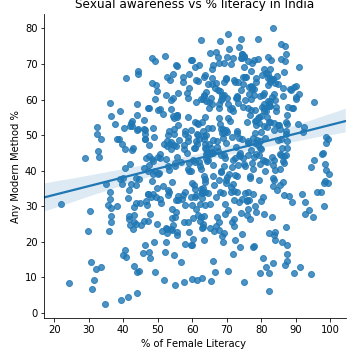 Sexual awareness vs % literacy in India
80
70
60
50
40
30
20
10
0
Any Modern Method %
20 30 40 50 60 70 80 90 100
% of Female Literacy